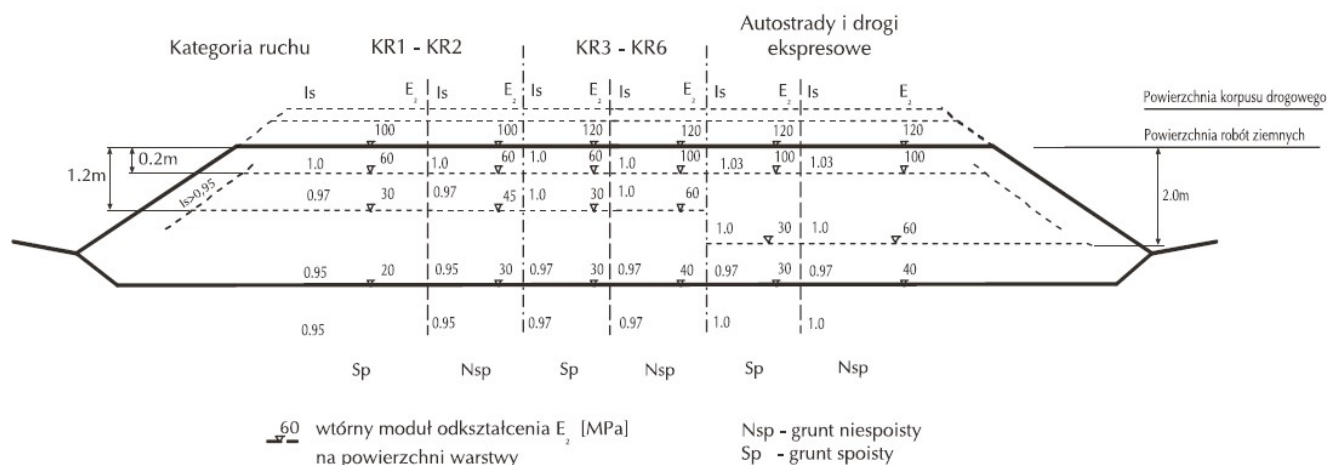 Autostrady i drogi
Kategoria ruchu KR1 - KR2 KR3 - KR6 ekspresowe
Is E₂ Is E₂ Is E₂ Is E₂ Is E₂ Is E₂
Powierzchnia korpusu drogowego
100 100 120 120 120 120
Powierzchnia robót ziemnych
0.2m 1.0 60 1.0 60 1.0 60 1.0 100 1.03 100 1.03 100
1.2m
Is>0,95
0.97 30 0.97 45 1.0 30 1.0 60
2.0m
1.0 30 1.0 60
0.95 20 0.95 30 0.97 30 0.97 40 0.97 30 0.97 40
0.95 0.95 0.97 0.97 1.0 1.0
Sp Nsp Sp Nsp Sp Nsp
60 wtórny moduł odkształcenia E₂ [MPa]
na powierzchni warstwy
Nsp - grunt niespoisty
Sp - grunt spoisty